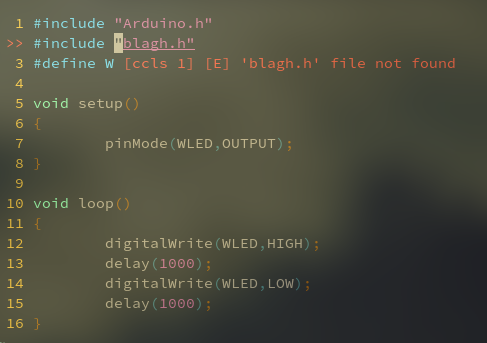 1 #include "Arduino.h"
>> #include "blagh.h"
3 #define W [ccls 1] [E] 'blagh.h' file not found
4
5 void setup()
6 {
7 pinMode(WLED,OUTPUT);
8 }
9
10 void loop()
11 {
12 digitalWrite(WLED,HIGH);
13 delay(1000);
14 digitalWrite(WLED,LOW);
15 delay(1000);
16 }